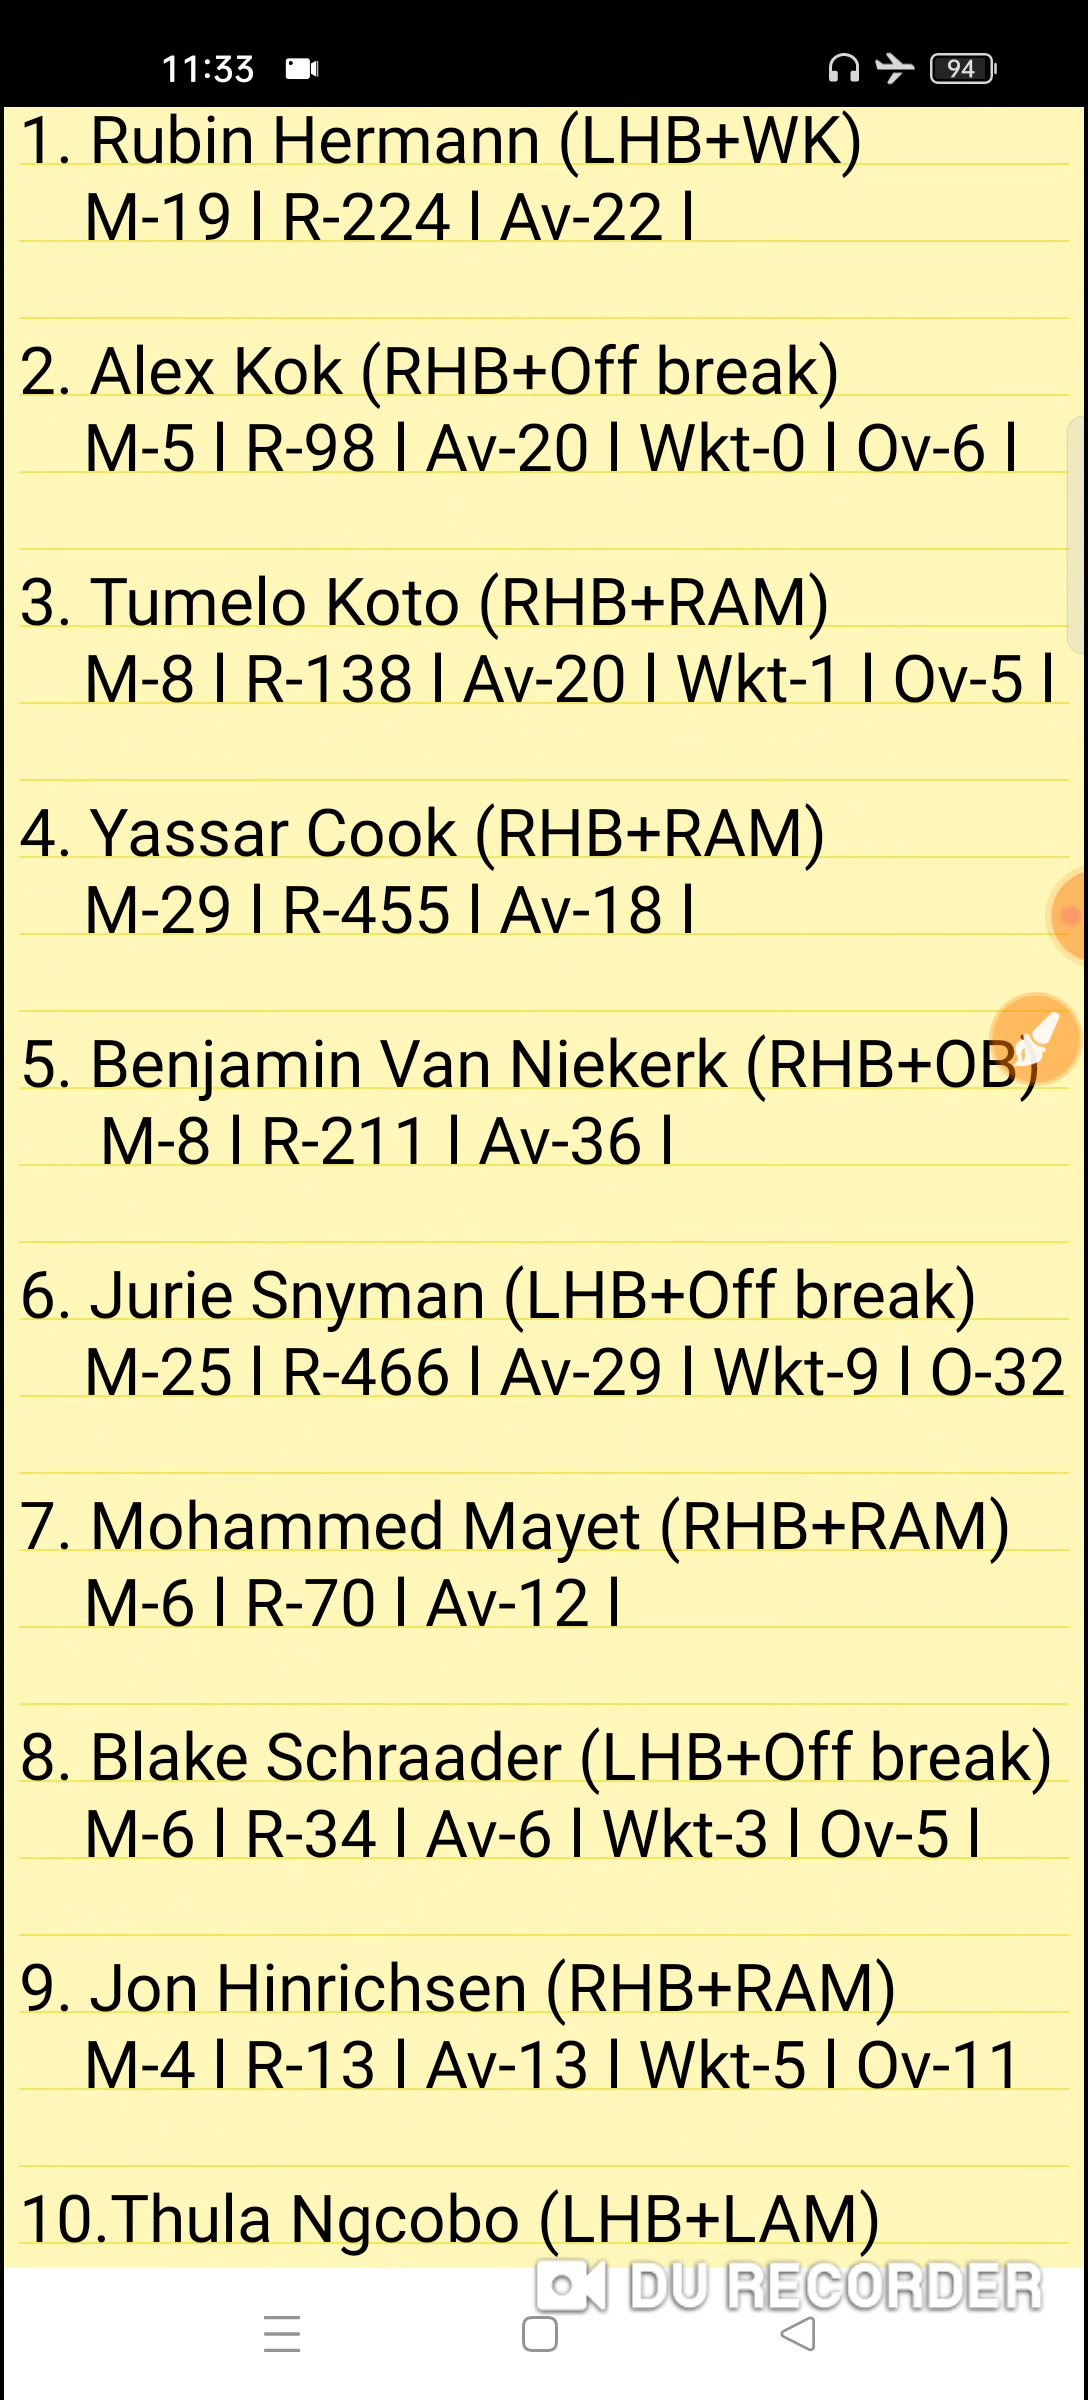 11:33 94
1. Rubin Hermann (LHB+WK)
M-19 l R-224 l Av-22 l
2. Alex Kok (RHB+Off break)
M-5 l R-98 l Av-20 l Wkt-0 l Ov-6 l
3. Tumelo Koto (RHB+RAM)
M-8 l R-138 l Av-20 l Wkt-1 l Ov-5 l
4. Yassar Cook (RHB+RAM)
M-29 l R-455 l Av-18 l
5. Benjamin Van Niekerk (RHB+OB)
M-8 l R-211 l Av-36 l
6. Jurie Snyman (LHB+Off break)
M-25 l R-466 l Av-29 l Wkt-9 l O-32
7. Mohammed Mayet (RHB+RAM)
M-6 l R-70 l Av-12 l
8. Blake Schraader (LHB+Off break)
M-6 l R-34 l Av-6 l Wkt-3 l Ov-5 l
9. Jon Hinrichsen (RHB+RAM)
M-4 l R-13 l Av-13 l Wkt-5 l Ov-11
10.Thula Ngcobo (LHB+LAM)
DU RECORDER